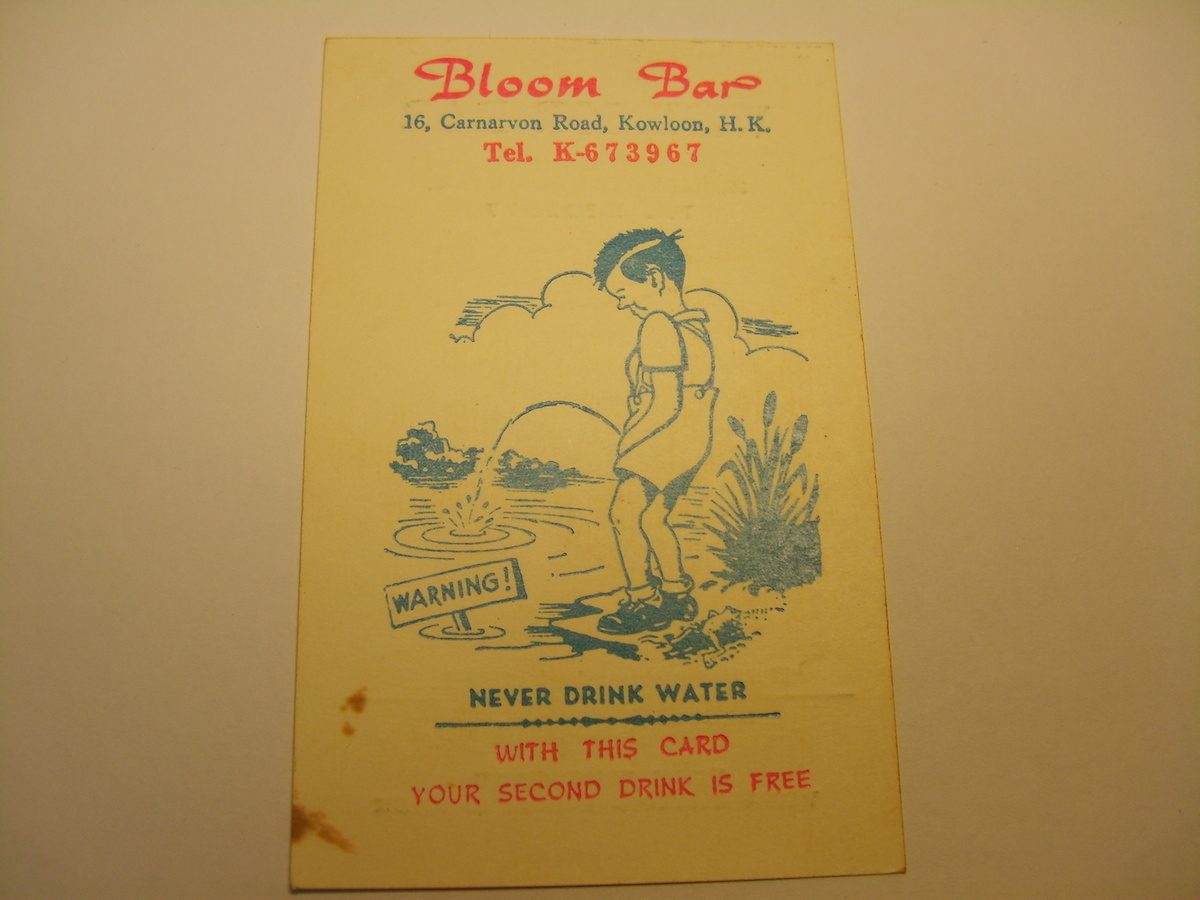 Bloom Bar
16, Carnarvon Road, Kowloon, H. K.
Tel. K-673967
WARNING!
NEVER DRINK WATER
WITH THIS CARD
YOUR SECOND DRINK IS FREE